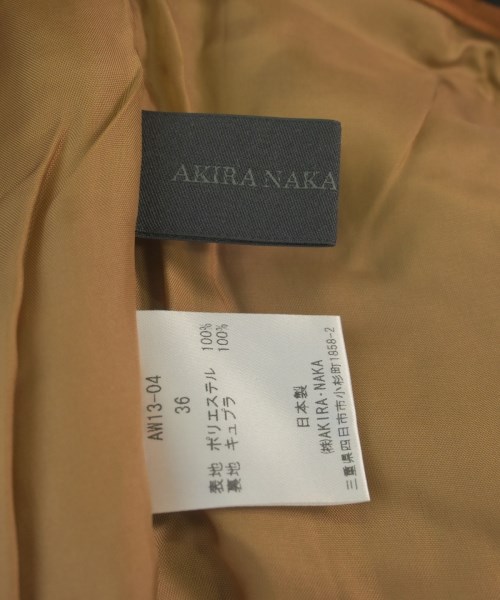 AKIRA NAKA
AW13-04
36
表地 ポリエステル 100%
裏地 キュプラ 100%
日本製
㈱AKIRA・NAKA
三重県四日市市小杉町1858-2